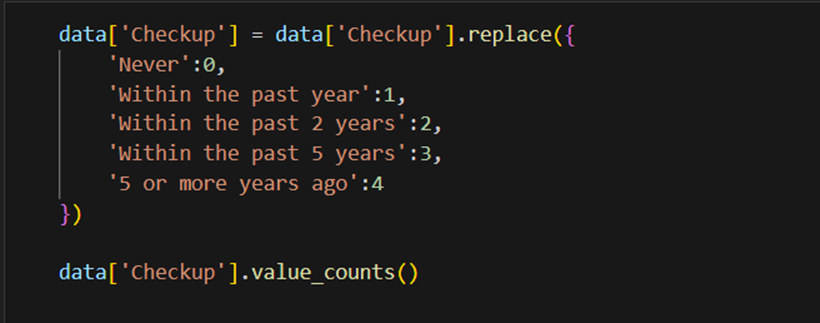 data['Checkup'] = data['Checkup'].replace({
    'Never':0,
    'Within the past year':1,
    'Within the past 2 years':2,
    'Within the past 5 years':3,
    '5 or more years ago':4
})
data['Checkup'].value_counts()